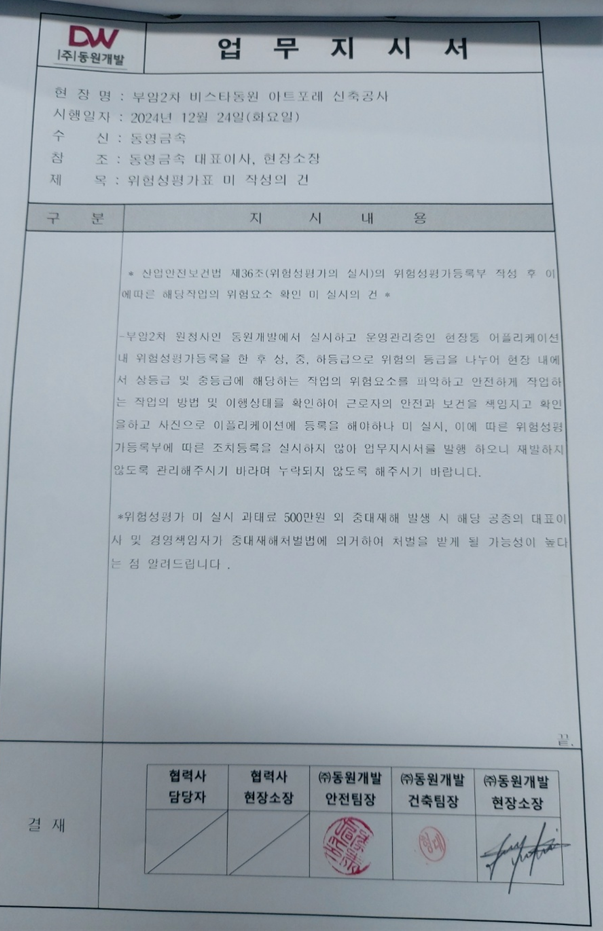 DW
(주)동원개발
업 무 지 시 서
현 장 명 : 부암2차 비스타동원 아트포레 신축공사
시행일자 : 2024년 12월 24일(화요일)
수 신 : 동영금속
참 조 : 동영금속 대표이사, 현장소장
제 목 : 위험성평가표 미 작성의 건
구 분 지 시 내 용
* 산업안전보건법 제36조(위험성평가의 실시)의 위험성평가등록부 작성 후 이
에따른 해당작업의 위험요소 확인 미 실시의 건 *
-부암2차 원청사인 동원개발에서 실시하고 운영관리중인 현장통 어플리케이션
내 위험성평가등록을 한 후 상, 중, 하등급으로 위험의 등급을 나누어 현장 내에
서 상등급 및 중등급에 해당하는 작업의 위험요소를 파악하고 안전하게 작업하
는 작업의 방법 및 이행상태를 확인하여 근로자의 안전과 보건을 책임지고 확인
을하고 사진으로 어플리케이션에 등록을 해야하나 미 실시, 이에 따른 위험성평
가등록부에 따른 조치등록을 실시하지 않아 업무지시서를 발행 하오니 재발하지
않도록 관리해주시기 바라며 누락되지 않도록 해주시기 바랍니다.
*위험성평가 미 실시 과태료 500만원 외 중대재해 발생 시 해당 공종의 대표이
사 및 경영책임자가 중대재해처벌법에 의거하여 처벌을 받게 될 가능성이 높다
는 점 알려드립니다 .
끝.
결 재
협력사 협력사 ㈜동원개발 ㈜동원개발 ㈜동원개발
담당자 현장소장 안전팀장 건축팀장 현장소장